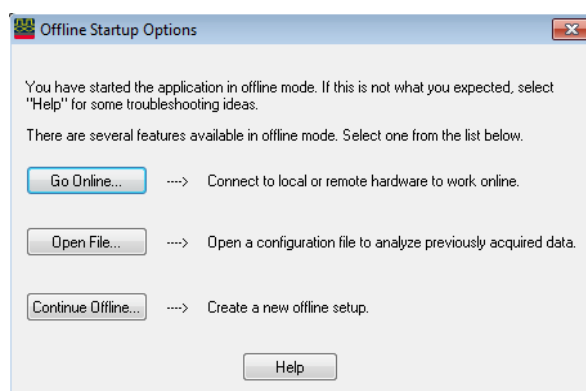 Offline Startup Options
You have started the application in offline mode. If this is not what you expected, select
"Help" for some troubleshooting ideas.
There are several features available in offline mode. Select one from the list below.
Go Online... ----> Connect to local or remote hardware to work online.
Open File... ----> Open a configuration file to analyze previously acquired data.
Continue Offline... ----> Create a new offline setup.
Help